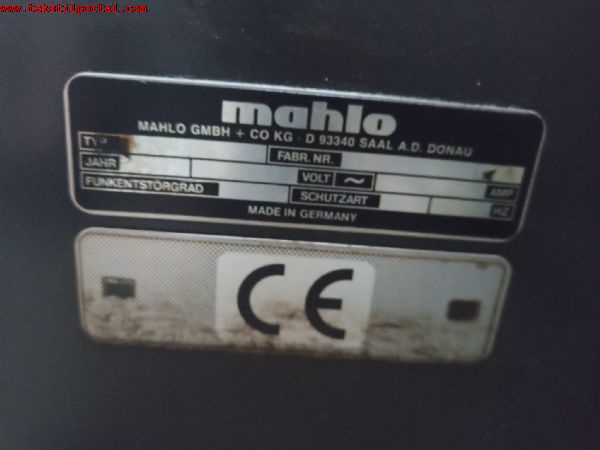 www.tekstilportal.com
mahlo
MAHLO GMBH + CO KG · D 93340 SAAL A.D. DONAU
TYP FABR. NR.
JAHR VOLT ~ AMP
FUNKENTSTÖRGRAD SCHUTZART HZ
MADE IN GERMANY
CE